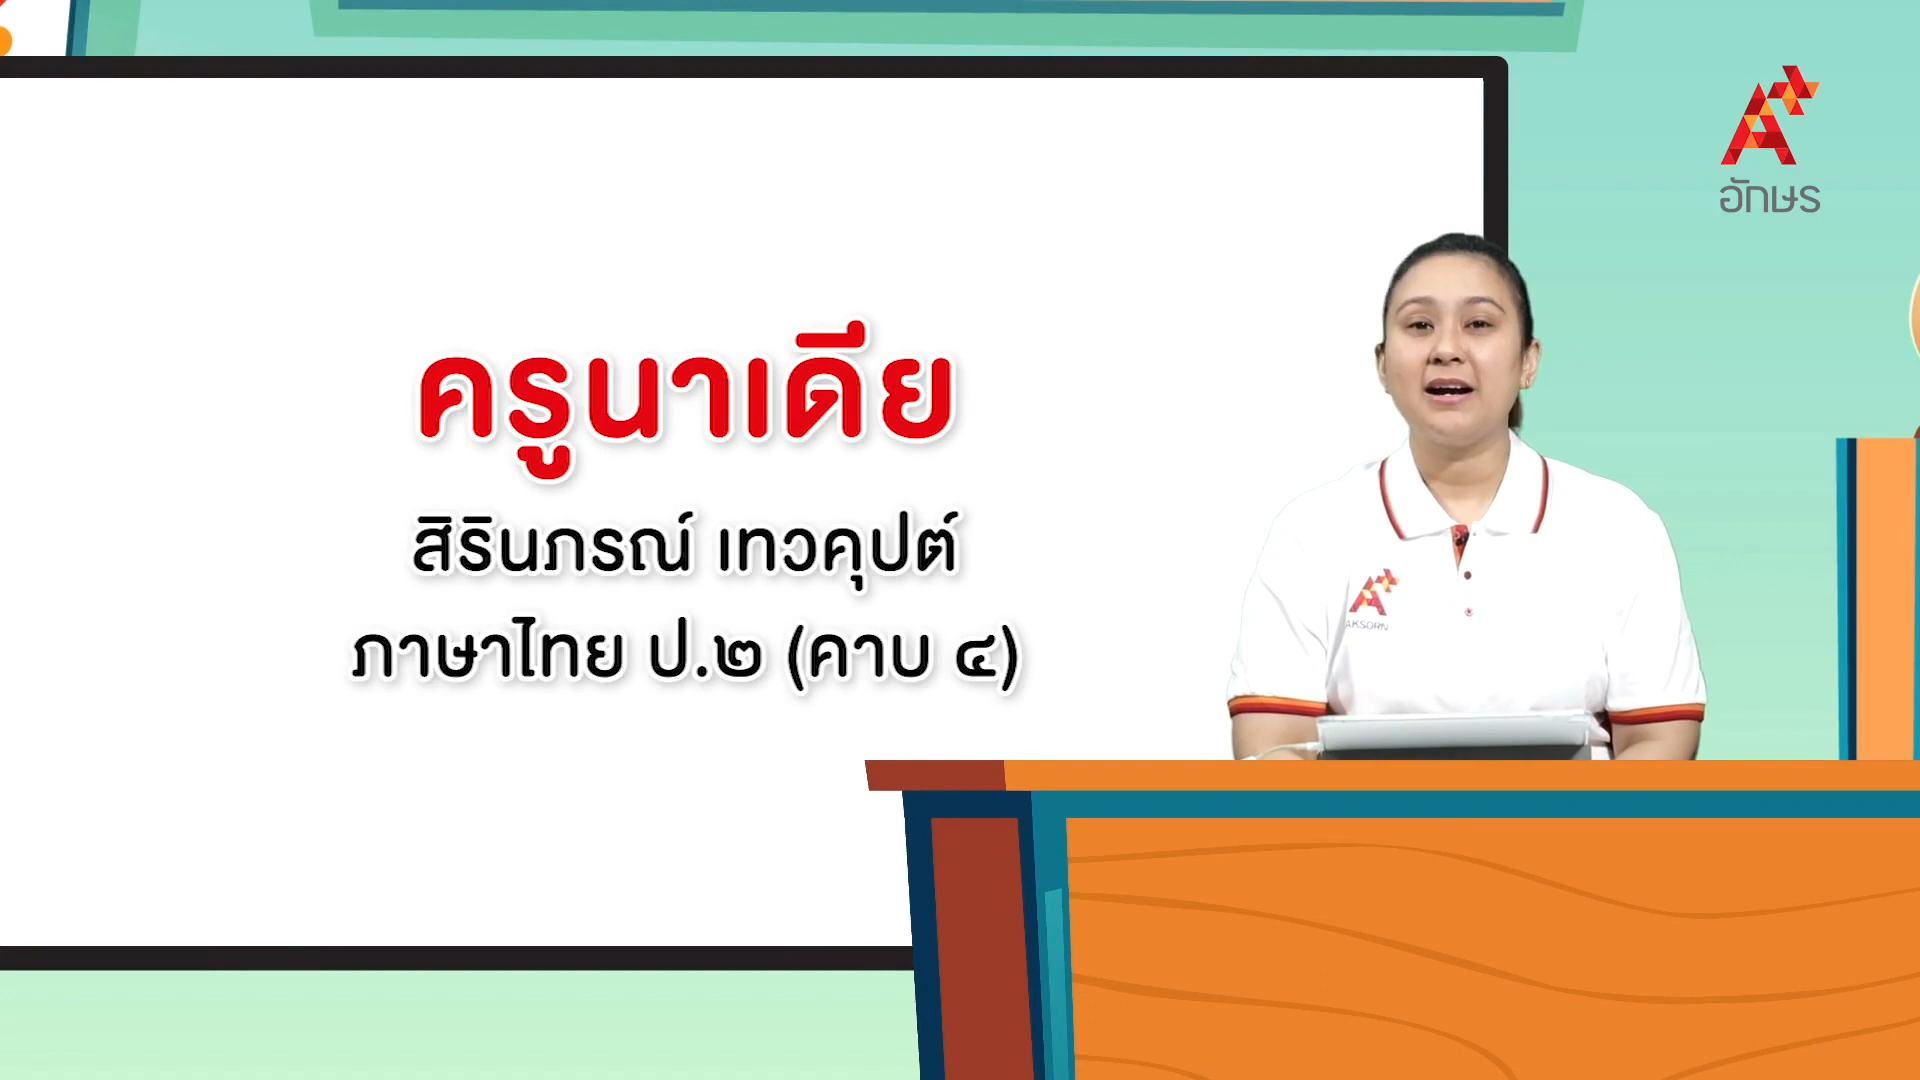 ครูนาเดีย
สิรินภรณ์ เทวคุปต์
ภาษาไทย ป.๒ (คาบ ๔)
อักษร
AKSORN